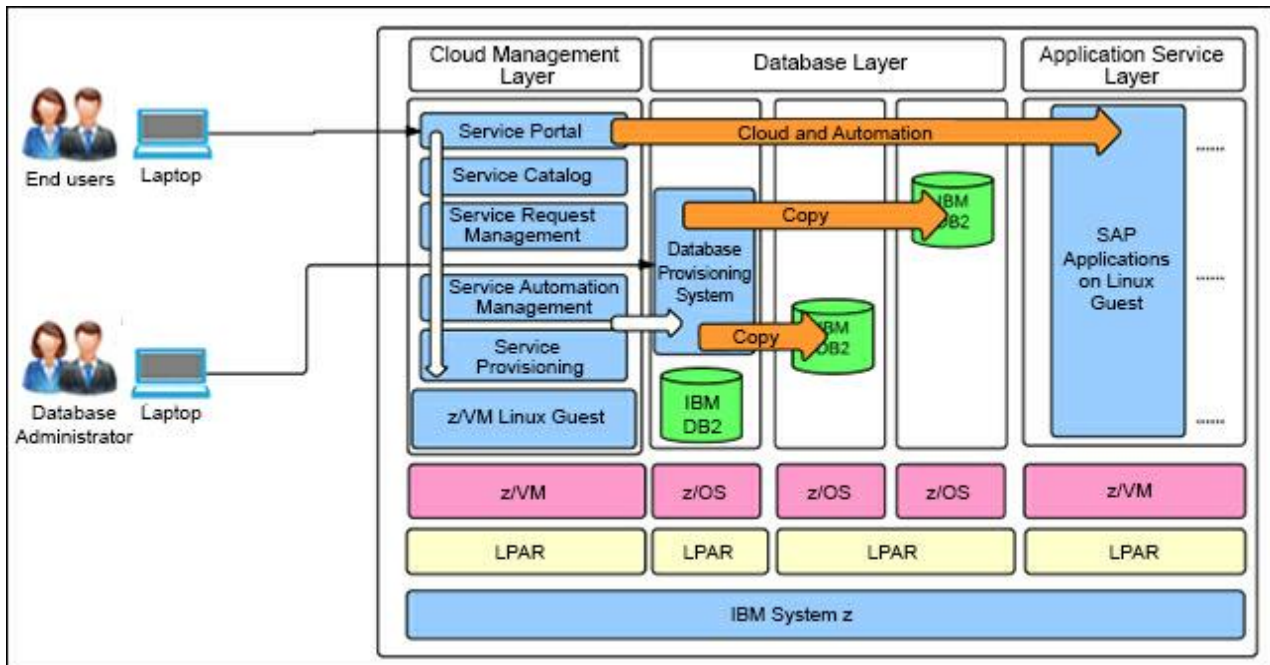 Cloud Management
Layer
Database Layer
Application Service
Layer
End users
Laptop
Service Portal
Cloud and Automation
.......
Service Catalog
Service Request
Management
Copy
IBM
DB2
Database
Provisioning
System
SAP
Applications
on Linux
Guest
.......
Service Automation
Management
Copy
IBM
DB2
Service
Provisioning
Database
Administrator
Laptop
z/VM Linux Guest
IBM
DB2
.......
z/VM
z/OS
z/OS
z/OS
z/VM
LPAR
LPAR
LPAR
LPAR
IBM System z